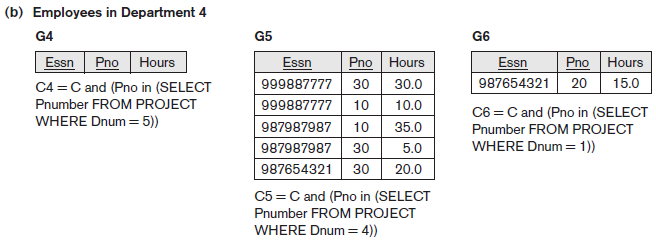 (b) Employees in Department 4
G4
Essn Pno Hours
C4 = C and (Pno in (SELECT
Pnumber FROM PROJECT
WHERE Dnum = 5))
G5
Essn Pno Hours
999887777 30 30.0
999887777 10 10.0
987987987 10 35.0
987987987 30 5.0
987654321 30 20.0
C5 = C and (Pno in (SELECT
Pnumber FROM PROJECT
WHERE Dnum = 4))
G6
Essn Pno Hours
987654321 20 15.0
C6 = C and (Pno in (SELECT
Pnumber FROM PROJECT
WHERE Dnum = 1))